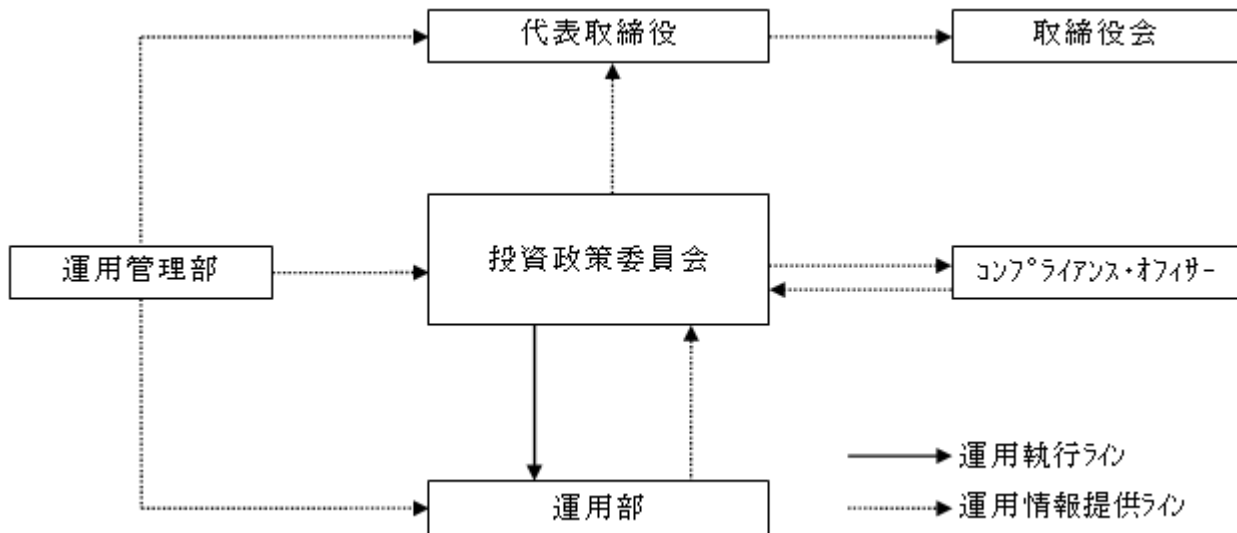 代表取締役
取締役会
運用管理部
投資政策委員会
ｺﾝﾌﾟﾗｲｱﾝｽ・ｵﾌｨｻｰ
運用部
運用執行ﾗｲﾝ
運用情報提供ﾗｲﾝ